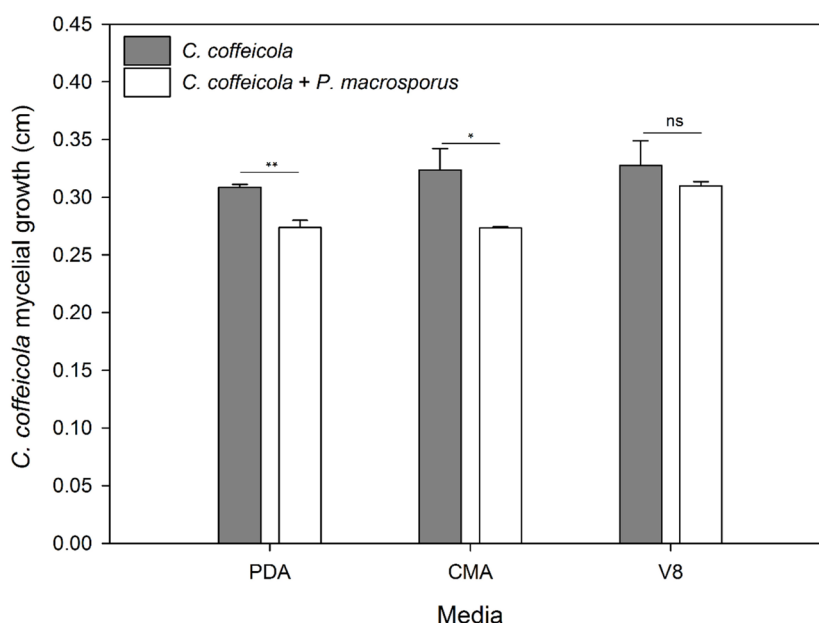 0.45
C. coffeicola
0.40
C. coffeicola + P. macrosporus
0.35
ns
*
**
0.30
0.25
0.20
0.15
0.10
0.05
0.00
C. coffeicola mycelial growth (cm)
PDA CMA V8
Media